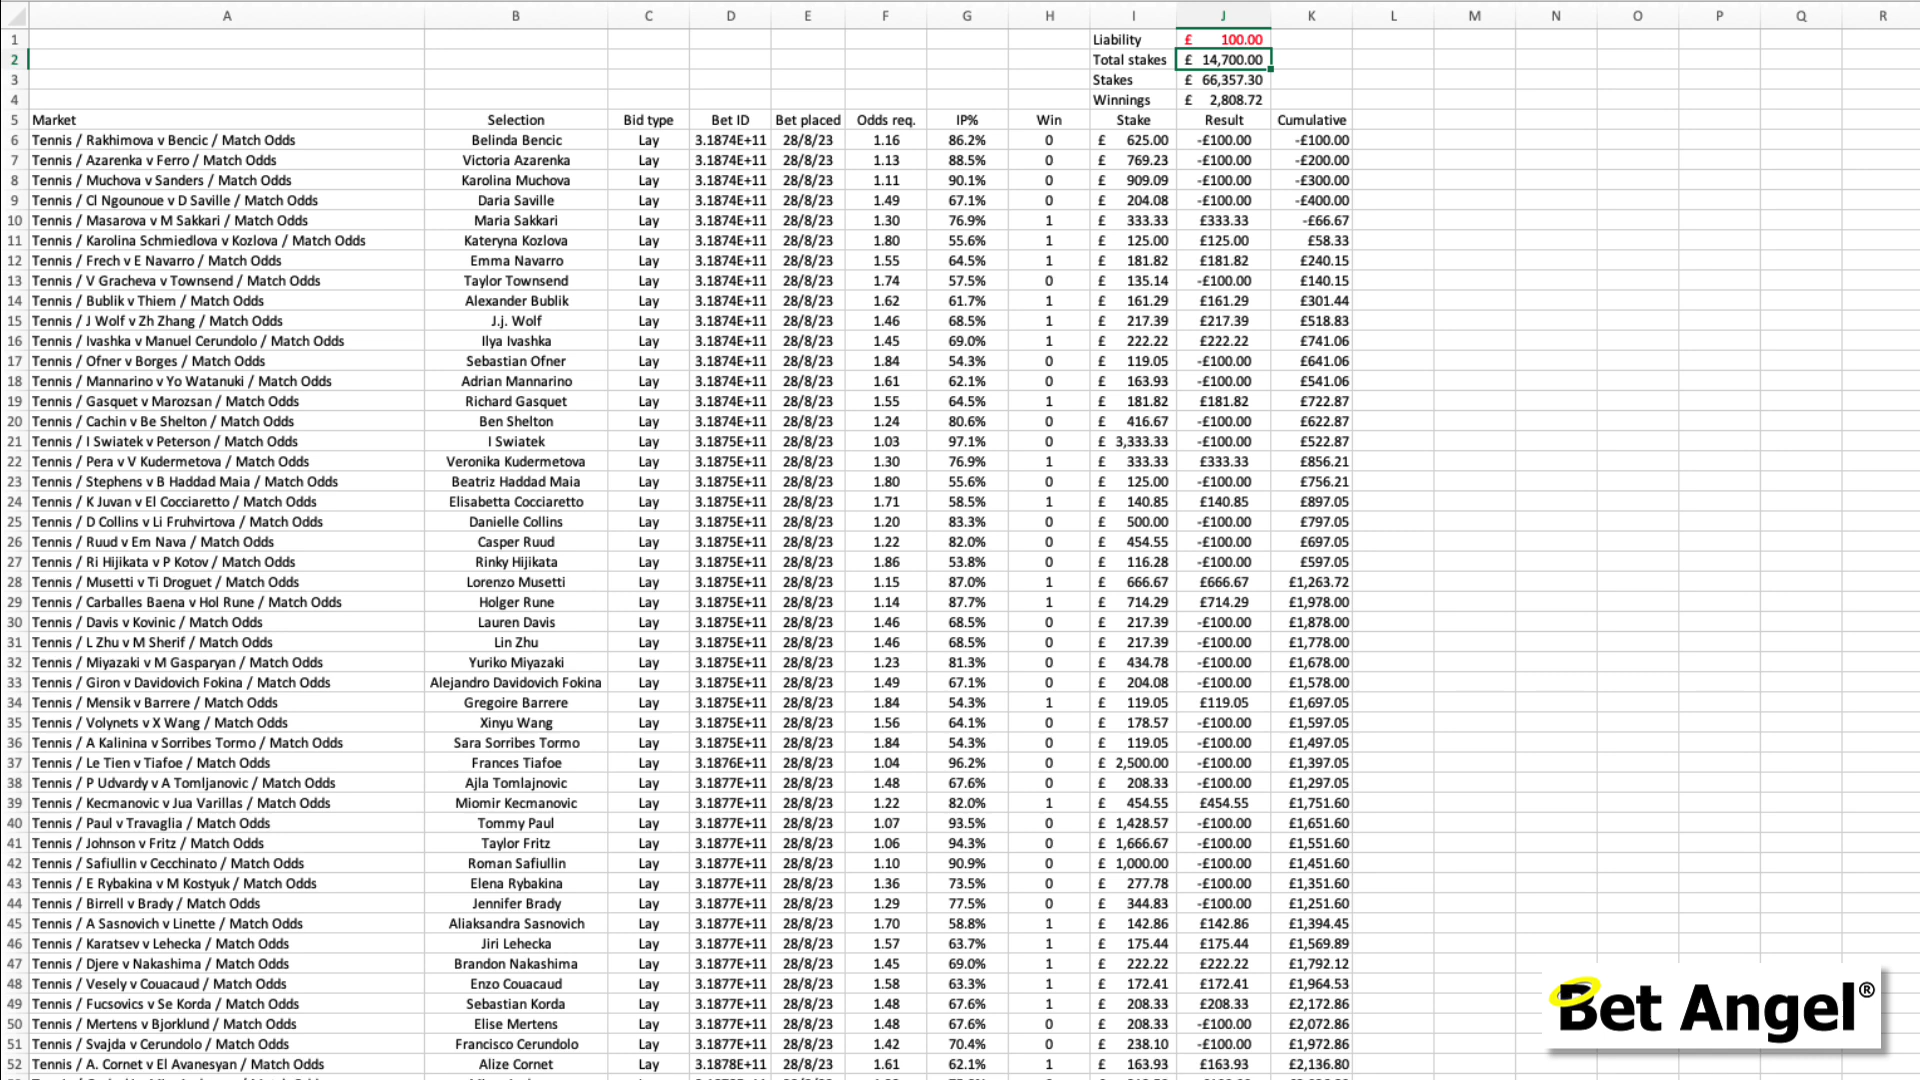 A B C D E F G H I J K L M N O P Q R
1 Liability £ 100.00
2 Total stakes £ 14,700.00
3 Stakes £ 66,357.30
4 Winnings £ 2,808.72
5 Market Selection Bid type Bet ID Bet placed Odds req. IP% Win Stake Result Cumulative
6 Tennis / Rakhimova v Bencic / Match Odds Belinda Bencic Lay 3.1874E+11 28/8/23 1.16 86.2% 0 £ 625.00 -£100.00 -£100.00
7 Tennis / Azarenka v Ferro / Match Odds Victoria Azarenka Lay 3.1874E+11 28/8/23 1.13 88.5% 0 £ 769.23 -£100.00 -£200.00
8 Tennis / Muchova v Sanders / Match Odds Karolina Muchova Lay 3.1874E+11 28/8/23 1.11 90.1% 0 £ 909.09 -£100.00 -£300.00
9 Tennis / Cl Ngounoue v D Saville / Match Odds Daria Saville Lay 3.1874E+11 28/8/23 1.49 67.1% 0 £ 204.08 -£100.00 -£400.00
10 Tennis / Masarova v M Sakkari / Match Odds Maria Sakkari Lay 3.1874E+11 28/8/23 1.30 76.9% 1 £ 333.33 £333.33 -£66.67
11 Tennis / Karolina Schmiedlova v Kozlova / Match Odds Kateryna Kozlova Lay 3.1874E+11 28/8/23 1.80 55.6% 1 £ 125.00 £125.00 £58.33
12 Tennis / Frech v E Navarro / Match Odds Emma Navarro Lay 3.1874E+11 28/8/23 1.55 64.5% 1 £ 181.82 £181.82 £240.15
13 Tennis / V Gracheva v Townsend / Match Odds Taylor Townsend Lay 3.1874E+11 28/8/23 1.74 57.5% 0 £ 135.14 -£100.00 £140.15
14 Tennis / Bublik v Thiem / Match Odds Alexander Bublik Lay 3.1874E+11 28/8/23 1.62 61.7% 1 £ 161.29 £161.29 £301.44
15 Tennis / J Wolf v Zh Zhang / Match Odds J.j. Wolf Lay 3.1874E+11 28/8/23 1.46 68.5% 1 £ 217.39 £217.39 £518.83
16 Tennis / Ivashka v Manuel Cerundolo / Match Odds Ilya Ivashka Lay 3.1874E+11 28/8/23 1.45 69.0% 1 £ 222.22 £222.22 £741.06
17 Tennis / Ofner v Borges / Match Odds Sebastian Ofner Lay 3.1874E+11 28/8/23 1.84 54.3% 0 £ 119.05 -£100.00 £641.06
18 Tennis / Mannarino v Yo Watanuki / Match Odds Adrian Mannarino Lay 3.1874E+11 28/8/23 1.61 62.1% 0 £ 163.93 -£100.00 £541.06
19 Tennis / Gasquet v Marozsan / Match Odds Richard Gasquet Lay 3.1874E+11 28/8/23 1.55 64.5% 1 £ 181.82 £181.82 £722.87
20 Tennis / Cachin v Be Shelton / Match Odds Ben Shelton Lay 3.1874E+11 28/8/23 1.24 80.6% 0 £ 416.67 -£100.00 £622.87
21 Tennis / I Swiatek v Peterson / Match Odds I Swiatek Lay 3.1875E+11 28/8/23 1.03 97.1% 0 £ 3,333.33 -£100.00 £522.87
22 Tennis / Pera v V Kudermetova / Match Odds Veronika Kudermetova Lay 3.1875E+11 28/8/23 1.30 76.9% 1 £ 333.33 £333.33 £856.21
23 Tennis / Stephens v B Haddad Maia / Match Odds Beatriz Haddad Maia Lay 3.1875E+11 28/8/23 1.80 55.6% 0 £ 125.00 -£100.00 £756.21
24 Tennis / K Juvan v El Cocciaretto / Match Odds Elisabetta Cocciaretto Lay 3.1875E+11 28/8/23 1.71 58.5% 1 £ 140.85 £140.85 £897.05
25 Tennis / D Collins v Li Fruhvirtova / Match Odds Danielle Collins Lay 3.1875E+11 28/8/23 1.20 83.3% 0 £ 500.00 -£100.00 £797.05
26 Tennis / Ruud v Em Nava / Match Odds Casper Ruud Lay 3.1875E+11 28/8/23 1.22 82.0% 0 £ 454.55 -£100.00 £697.05
27 Tennis / Ri Hijikata v P Kotov / Match Odds Rinky Hijikata Lay 3.1875E+11 28/8/23 1.86 53.8% 0 £ 116.28 -£100.00 £597.05
28 Tennis / Musetti v Ti Droguet / Match Odds Lorenzo Musetti Lay 3.1875E+11 28/8/23 1.15 87.0% 1 £ 666.67 £666.67 £1,263.72
29 Tennis / Carballes Baena v Hol Rune / Match Odds Holger Rune Lay 3.1875E+11 28/8/23 1.14 87.7% 1 £ 714.29 £714.29 £1,978.00
30 Tennis / Davis v Kovinic / Match Odds Lauren Davis Lay 3.1875E+11 28/8/23 1.46 68.5% 0 £ 217.39 -£100.00 £1,878.00
31 Tennis / L Zhu v M Sherif / Match Odds Lin Zhu Lay 3.1875E+11 28/8/23 1.46 68.5% 0 £ 217.39 -£100.00 £1,778.00
32 Tennis / Miyazaki v M Gasparyan / Match Odds Yuriko Miyazaki Lay 3.1875E+11 28/8/23 1.23 81.3% 0 £ 434.78 -£100.00 £1,678.00
33 Tennis / Giron v Davidovich Fokina / Match Odds Alejandro Davidovich Fokina Lay 3.1875E+11 28/8/23 1.49 67.1% 0 £ 204.08 -£100.00 £1,578.00
34 Tennis / Mensik v Barrere / Match Odds Gregoire Barrere Lay 3.1875E+11 28/8/23 1.84 54.3% 1 £ 119.05 £119.05 £1,697.05
35 Tennis / Volynets v X Wang / Match Odds Xinyu Wang Lay 3.1875E+11 28/8/23 1.56 64.1% 0 £ 178.57 -£100.00 £1,597.05
36 Tennis / A Kalinina v Sorribes Tormo / Match Odds Sara Sorribes Tormo Lay 3.1875E+11 28/8/23 1.84 54.3% 0 £ 119.05 -£100.00 £1,497.05
37 Tennis / Le Tien v Tiafoe / Match Odds Frances Tiafoe Lay 3.1876E+11 28/8/23 1.04 96.2% 0 £ 2,500.00 -£100.00 £1,397.05
38 Tennis / P Udvardy v A Tomljanovic / Match Odds Ajla Tomlajnovic Lay 3.1877E+11 28/8/23 1.48 67.6% 0 £ 208.33 -£100.00 £1,297.05
39 Tennis / Kecmanovic v Jua Varillas / Match Odds Miomir Kecmanovic Lay 3.1877E+11 28/8/23 1.22 82.0% 1 £ 454.55 £454.55 £1,751.60
40 Tennis / Paul v Travaglia / Match Odds Tommy Paul Lay 3.1877E+11 28/8/23 1.07 93.5% 0 £ 1,428.57 -£100.00 £1,651.60
41 Tennis / Johnson v Fritz / Match Odds Taylor Fritz Lay 3.1877E+11 28/8/23 1.06 94.3% 0 £ 1,666.67 -£100.00 £1,551.60
42 Tennis / Safiullin v Cecchinato / Match Odds Roman Safiullin Lay 3.1877E+11 28/8/23 1.10 90.9% 0 £ 1,000.00 -£100.00 £1,451.60
43 Tennis / E Rybakina v M Kostyuk / Match Odds Elena Rybakina Lay 3.1877E+11 28/8/23 1.36 73.5% 0 £ 277.78 -£100.00 £1,351.60
44 Tennis / Birrell v Brady / Match Odds Jennifer Brady Lay 3.1877E+11 28/8/23 1.29 77.5% 0 £ 344.83 -£100.00 £1,251.60
45 Tennis / A Sasnovich v Linette / Match Odds Aliaksandra Sasnovich Lay 3.1877E+11 28/8/23 1.70 58.8% 1 £ 142.86 £142.86 £1,394.45
46 Tennis / Karatsev v Lehecka / Match Odds Jiri Lehecka Lay 3.1877E+11 28/8/23 1.57 63.7% 1 £ 175.44 £175.44 £1,569.89
47 Tennis / Djere v Nakashima / Match Odds Brandon Nakashima Lay 3.1877E+11 28/8/23 1.45 69.0% 1 £ 222.22 £222.22 £1,792.12
48 Tennis / Vesely v Couacaud / Match Odds Enzo Couacaud Lay 3.1877E+11 28/8/23 1.58 63.3% 1 £ 172.41 £172.41 £1,964.53
49 Tennis / Fucsovics v Se Korda / Match Odds Sebastian Korda Lay 3.1877E+11 28/8/23 1.48 67.6% 1 £ 208.33 £208.33 £2,172.86
50 Tennis / Mertens v Bjorklund / Match Odds Elise Mertens Lay 3.1877E+11 28/8/23 1.48 67.6% 0 £ 208.33 -£100.00 £2,072.86
51 Tennis / Svajda v Cerundolo / Match Odds Francisco Cerundolo Lay 3.1877E+11 28/8/23 1.42 70.4% 0 £ 238.10 -£100.00 £1,972.86
52 Tennis / A. Cornet v El Avanesyan / Match Odds Alize Cornet Lay 3.1878E+11 28/8/23 1.61 62.1% 1 £ 163.93 £163.93 £2,136.80
Bet Angel®